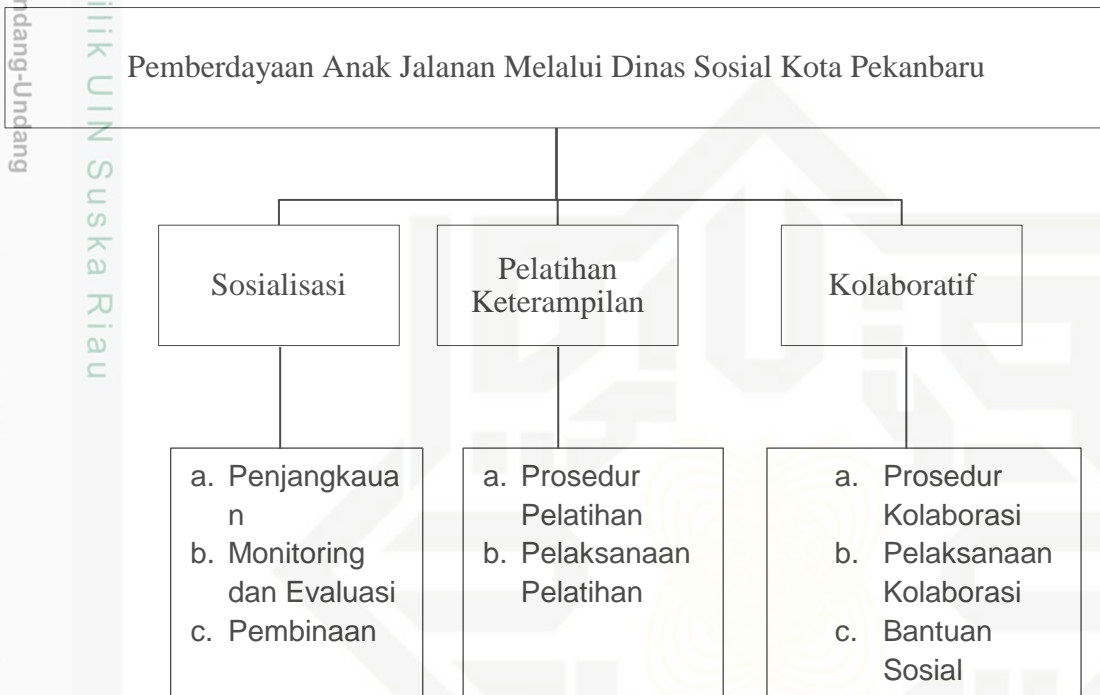 Pemberdayaan Anak Jalanan Melalui Dinas Sosial Kota Pekanbaru
Sosialisasi
Pelatihan
Keterampilan
Kolaboratif
a. Penjangkaua
n
b. Monitoring
dan Evaluasi
c. Pembinaan
a. Prosedur
Pelatihan
b. Pelaksanaan
Pelatihan
a. Prosedur
Kolaborasi
b. Pelaksanaan
Kolaborasi
c. Bantuan
Sosial
ilik UIN Suska Riau
ndang-Undang